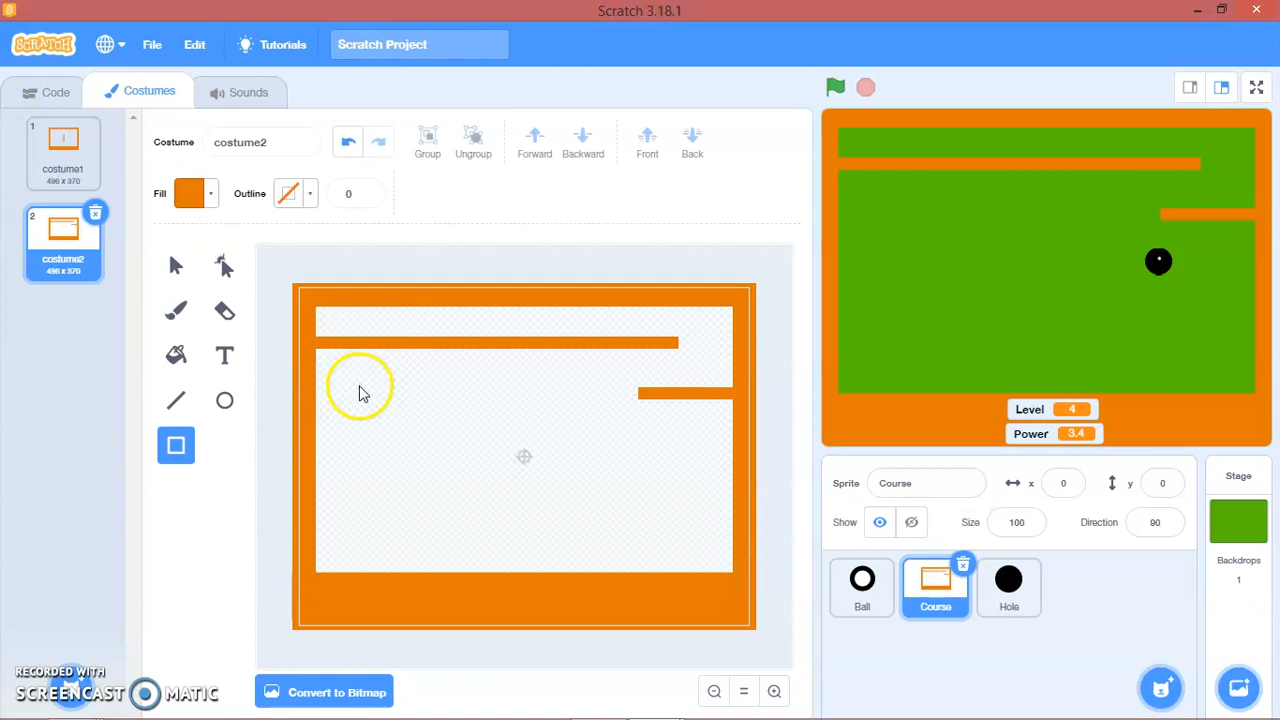 Scratch 3.18.1
SCRATCH File Edit Tutorials Scratch Project
Code Costumes Sounds
1
costume1
496 x 370
2
costume2
496 x 370
Costume costume2 Group Ungroup Forward Backward Front Back
Fill Outline 0
T
Level 4
Power 3.4
Sprite Course x 0 y 0
Show Size 100 Direction 90
Ball Course Hole
Stage
Backdrops
1
Convert to Bitmap
RECORDED WITH
SCREENCAST MATIC